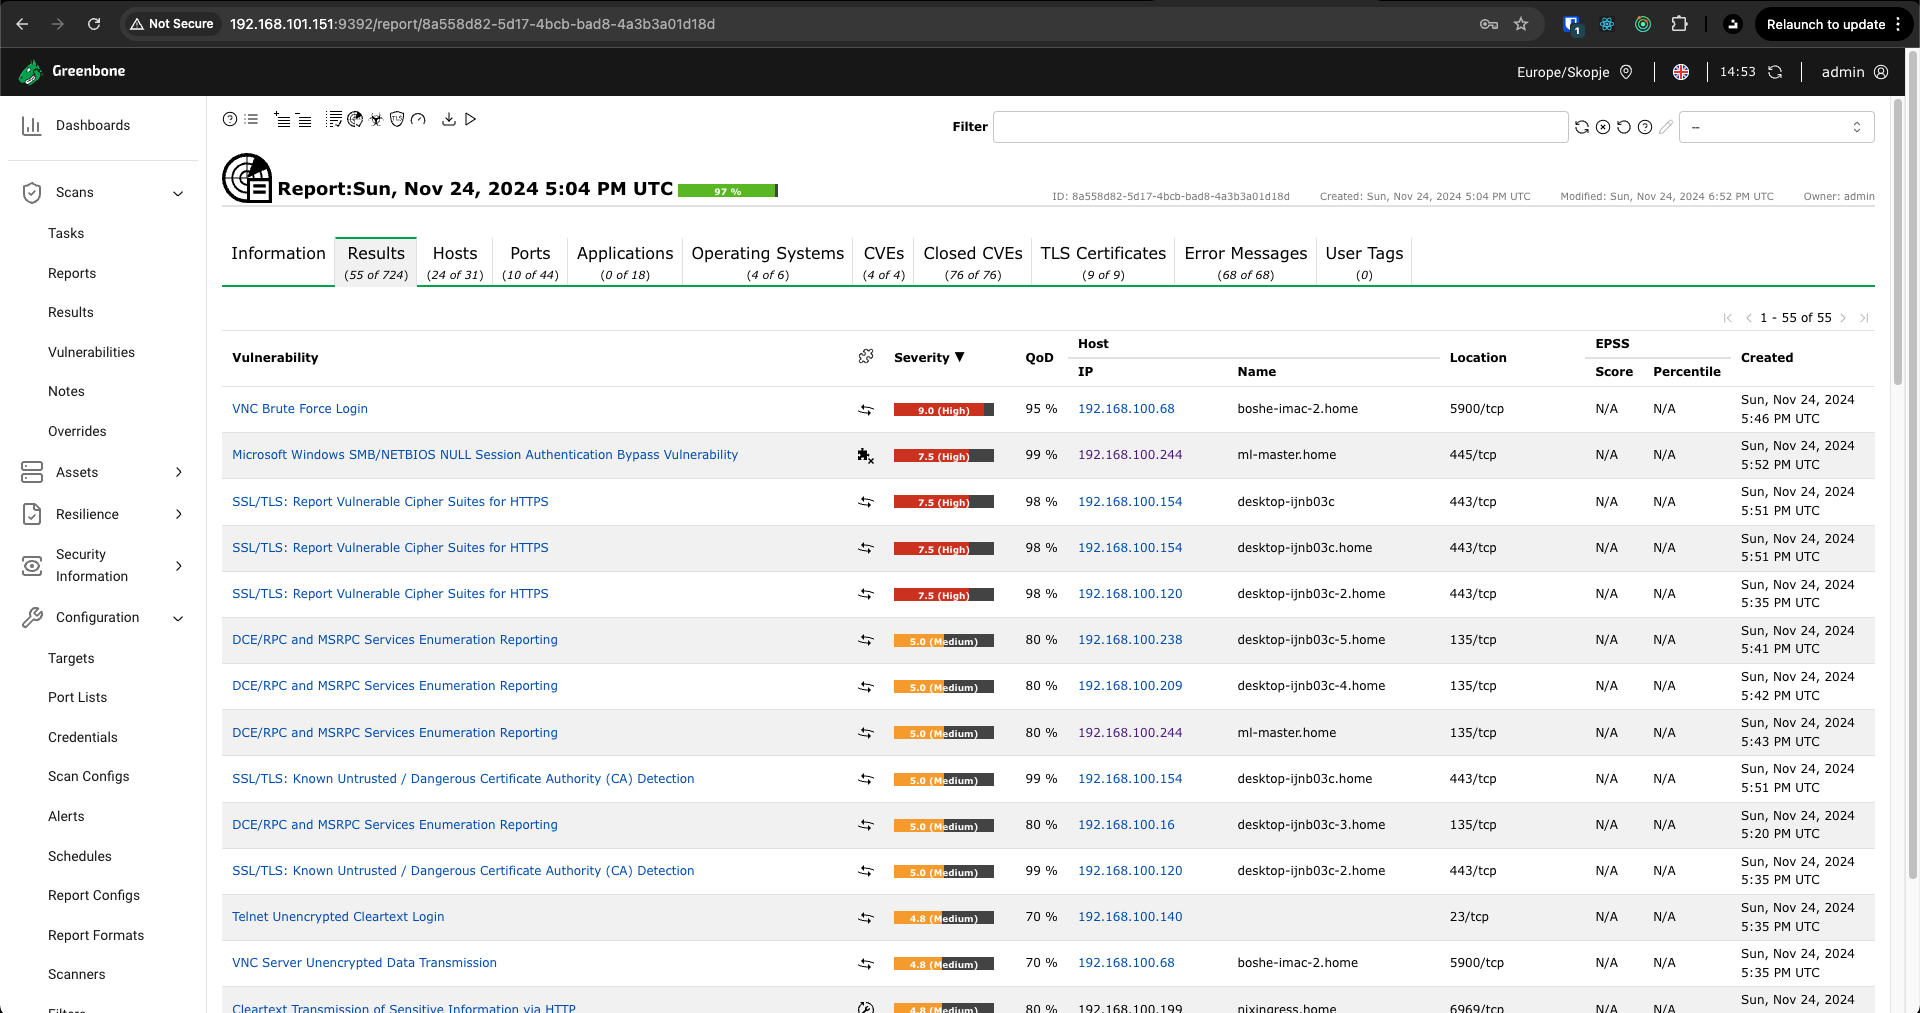 Not Secure 192.168.101.151:9392/report/8a558d82-5d17-4bcb-bad8-4a3b3a01d18d 1 Relaunch to update
Greenbone Europe/Skopje 14:53 admin
Dashboards
Scans
Tasks
Reports
Results
Vulnerabilities
Notes
Overrides
Assets
Resilience
Security
Information
Configuration
Targets
Port Lists
Credentials
Scan Configs
Alerts
Schedules
Report Configs
Report Formats
Scanners
Filters
Filter --
Report:Sun, Nov 24, 2024 5:04 PM UTC 97 %
ID: 8a558d82-5d17-4bcb-bad8-4a3b3a01d18d Created: Sun, Nov 24, 2024 5:04 PM UTC Modified: Sun, Nov 24, 2024 6:52 PM UTC Owner: admin
Information Results Hosts Ports Applications Operating Systems CVEs Closed CVEs TLS Certificates Error Messages User Tags
(55 of 724) (24 of 31) (10 of 44) (0 of 18) (4 of 6) (4 of 4) (76 of 76) (9 of 9) (68 of 68) (0)
1 - 55 of 55
Vulnerability Severity ▼ QoD Host Location EPSS Created
IP Name Score Percentile
VNC Brute Force Login 9.0 (High) 95 % 192.168.100.68 boshe-imac-2.home 5900/tcp N/A N/A Sun, Nov 24, 2024
5:46 PM UTC
Microsoft Windows SMB/NETBIOS NULL Session Authentication Bypass Vulnerability 7.5 (High) 99 % 192.168.100.244 ml-master.home 445/tcp N/A N/A Sun, Nov 24, 2024
5:52 PM UTC
SSL/TLS: Report Vulnerable Cipher Suites for HTTPS 7.5 (High) 98 % 192.168.100.154 desktop-ijnb03c 443/tcp N/A N/A Sun, Nov 24, 2024
5:51 PM UTC
SSL/TLS: Report Vulnerable Cipher Suites for HTTPS 7.5 (High) 98 % 192.168.100.154 desktop-ijnb03c.home 443/tcp N/A N/A Sun, Nov 24, 2024
5:51 PM UTC
SSL/TLS: Report Vulnerable Cipher Suites for HTTPS 7.5 (High) 98 % 192.168.100.120 desktop-ijnb03c-2.home 443/tcp N/A N/A Sun, Nov 24, 2024
5:35 PM UTC
DCE/RPC and MSRPC Services Enumeration Reporting 5.0 (Medium) 80 % 192.168.100.238 desktop-ijnb03c-5.home 135/tcp N/A N/A Sun, Nov 24, 2024
5:41 PM UTC
DCE/RPC and MSRPC Services Enumeration Reporting 5.0 (Medium) 80 % 192.168.100.209 desktop-ijnb03c-4.home 135/tcp N/A N/A Sun, Nov 24, 2024
5:42 PM UTC
DCE/RPC and MSRPC Services Enumeration Reporting 5.0 (Medium) 80 % 192.168.100.244 ml-master.home 135/tcp N/A N/A Sun, Nov 24, 2024
5:43 PM UTC
SSL/TLS: Known Untrusted / Dangerous Certificate Authority (CA) Detection 5.0 (Medium) 99 % 192.168.100.154 desktop-ijnb03c.home 443/tcp N/A N/A Sun, Nov 24, 2024
5:51 PM UTC
DCE/RPC and MSRPC Services Enumeration Reporting 5.0 (Medium) 80 % 192.168.100.16 desktop-ijnb03c-3.home 135/tcp N/A N/A Sun, Nov 24, 2024
5:20 PM UTC
SSL/TLS: Known Untrusted / Dangerous Certificate Authority (CA) Detection 5.0 (Medium) 99 % 192.168.100.120 desktop-ijnb03c-2.home 443/tcp N/A N/A Sun, Nov 24, 2024
5:35 PM UTC
Telnet Unencrypted Cleartext Login 4.8 (Medium) 70 % 192.168.100.140 23/tcp N/A N/A Sun, Nov 24, 2024
5:35 PM UTC
VNC Server Unencrypted Data Transmission 4.8 (Medium) 70 % 192.168.100.68 boshe-imac-2.home 5900/tcp N/A N/A Sun, Nov 24, 2024
5:35 PM UTC
Cleartext Transmission of Sensitive Information via HTTP 4.8 (Medium) 80 % 192.168.100.199 nixingress.home 6969/tcp N/A N/A Sun, Nov 24, 2024